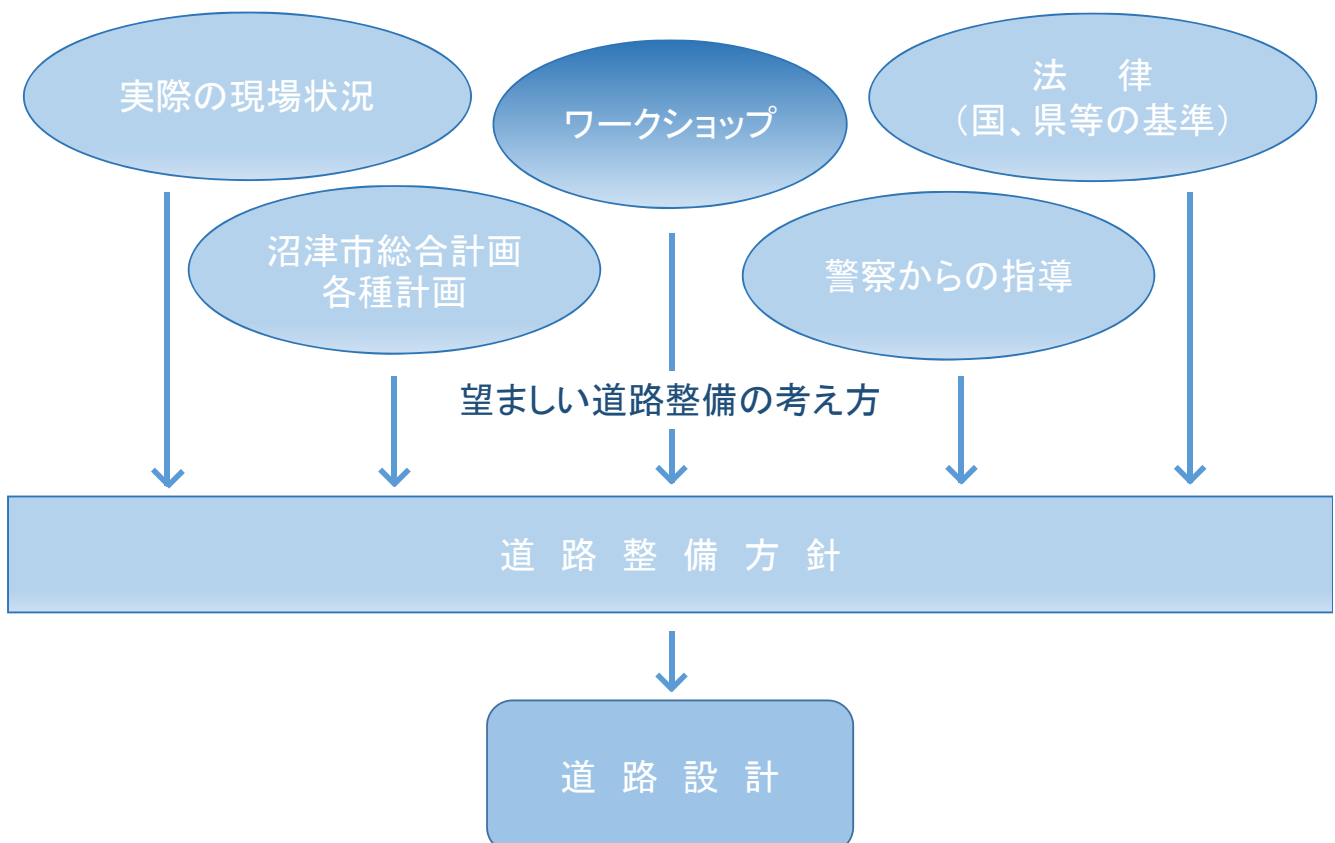 実際の現場状況
ワークショップ
法　律
（国、県等の基準）
沼津市総合計画
各種計画
警察からの指導
望ましい道路整備の考え方
道 路 整 備 方 針
道 路 設 計